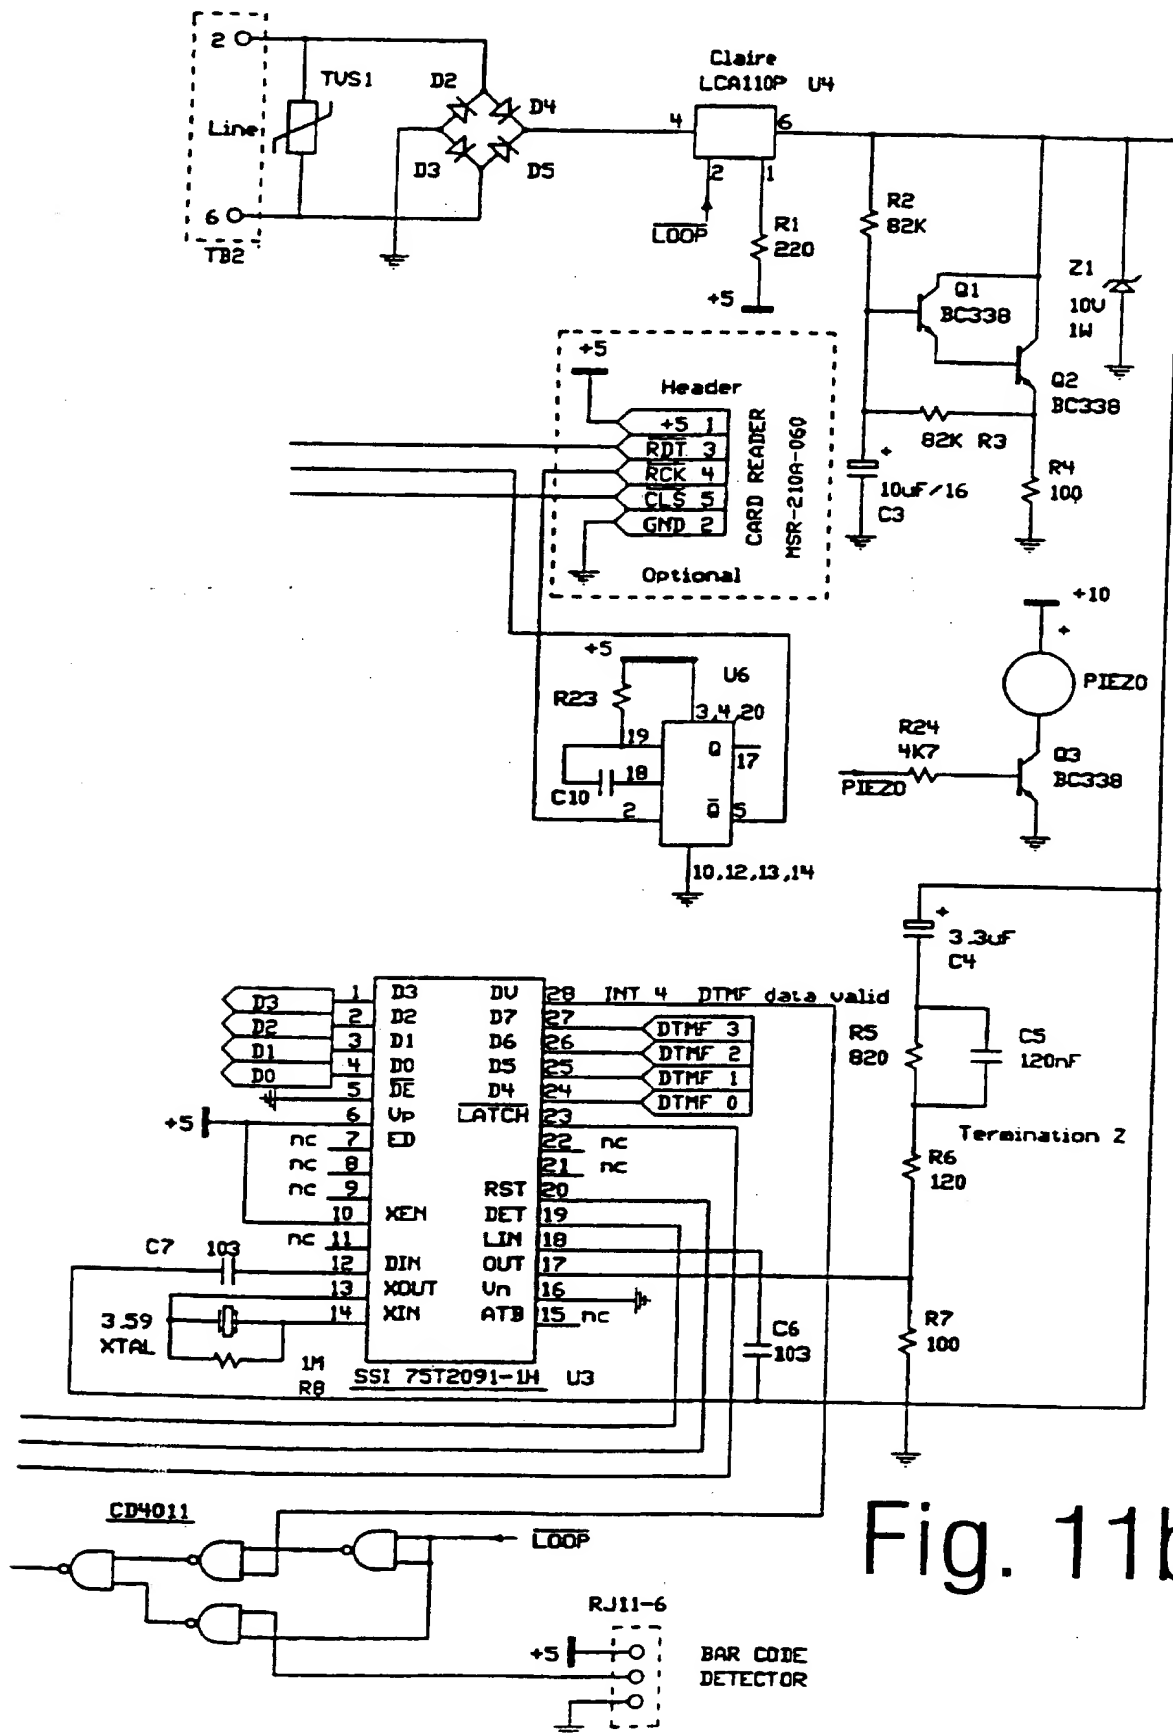 2
TVS1
Line
6
TB2
D2
D4
D3
D5
Claire
LCA110P U4
4
6
2
1
LOOP
R1
220
+5
R2
82K
Q1
BC338
Z1
10V
1W
Q2
BC338
82K R3
+
10uF/16
C3
R4
100
+5
Header
+5 1
RDT 3
RCK 4
CLS 5
GND 2
CARD READER
MSR-210A-060
Optional
+10
+
PIEZO
R24
4K7
PIEZO
Q3
BC338
+5
R23
U6
3,4,20
19
Q
17
18
C10
2
Q
5
10,12,13,14
+
3.3uF
C4
R5
820
C5
120nF
Termination Z
R6
120
R7
100
D3 1 D3 DV 28 INT 4 DTMF data valid
D2 2 D2 D7 27 DTMF 3
D1 3 D1 D6 26 DTMF 2
D0 4 D0 D5 25 DTMF 1
5 DE D4 24 DTMF 0
+5 6 Vp LATCH 23
nc 7 ED 22 nc
nc 8 21 nc
nc 9 RST 20
10 XEN DET 19
nc 11 LIN 18
C7 103 12 DIN OUT 17
13 XOUT Vn 16
14 XIN ATB 15 nc
3.59
XTAL
1M
R8
SSI 75T2091-1H U3
C6
103
CD4011
LOOP
Fig. 11b
RJ11-6
+5
BAR CODE
DETECTOR